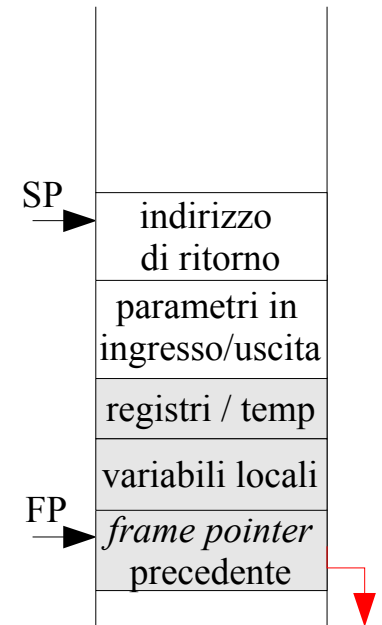 SP
indirizzo
di ritorno
parametri in
ingresso/uscita
registri / temp
variabili locali
FP
frame pointer
precedente